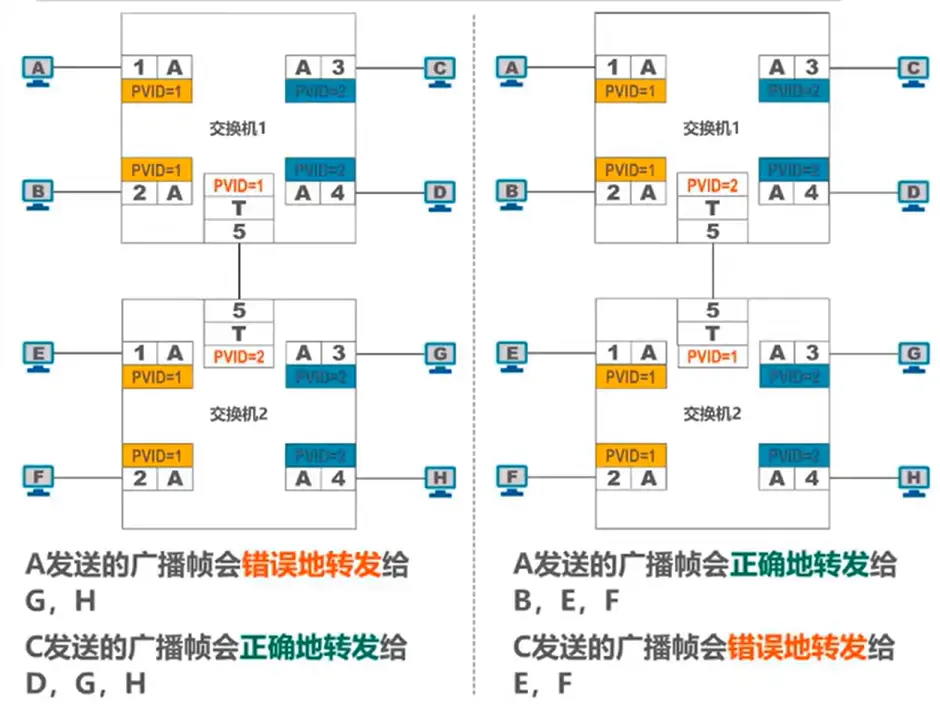 A 1 A A 3 C
PVID=1 PVID=2
交换机1
PVID=1 PVID=2
B 2 A PVID=1 A 4 D
T
5
5
T
E 1 A PVID=2 A 3 G
PVID=1 PVID=2
交换机2
PVID=1 PVID=2
F 2 A A 4 H
A发送的广播帧会错误地转发给
G，H
C发送的广播帧会正确地转发给
D，G，H
A 1 A A 3 C
PVID=1 PVID=2
交换机1
PVID=1 PVID=2
B 2 A PVID=2 A 4 D
T
5
5
T
E 1 A PVID=1 A 3 G
PVID=1 PVID=2
交换机2
PVID=1 PVID=2
F 2 A A 4 H
A发送的广播帧会正确地转发给
B，E，F
C发送的广播帧会错误地转发给
E，F